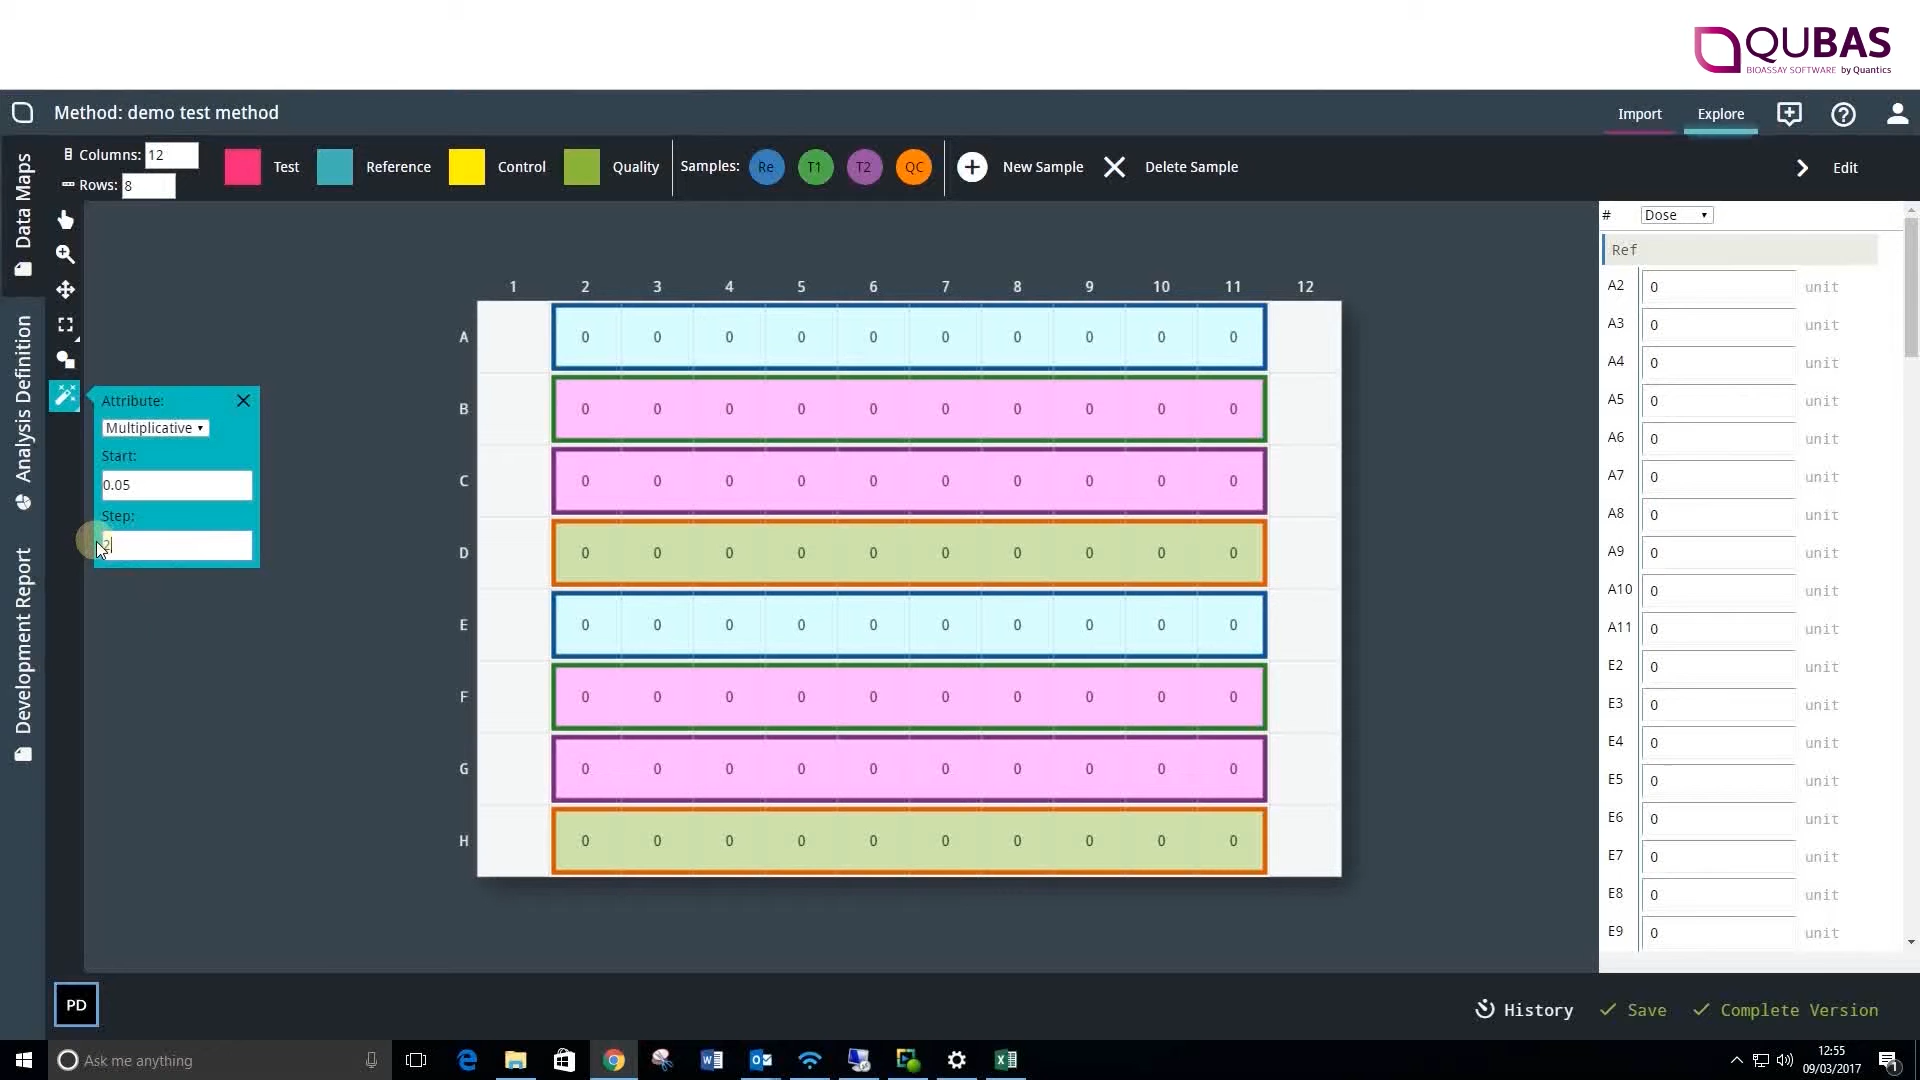 QUBAS
BIOASSAY SOFTWARE by Quantics
Method: demo test method
Import
Explore
Columns: 12
Rows: 8
Test
Reference
Control
Quality
Samples:
Re
T1
T2
QC
New Sample
Delete Sample
Edit
Data Maps
Analysis Definition
Development Report
Attribute:
Multiplicative
Start:
0.05
Step:
2
1 2 3 4 5 6 7 8 9 10 11 12
A 0 0 0 0 0 0 0 0 0 0
B 0 0 0 0 0 0 0 0 0 0
C 0 0 0 0 0 0 0 0 0 0
D 0 0 0 0 0 0 0 0 0 0
E 0 0 0 0 0 0 0 0 0 0
F 0 0 0 0 0 0 0 0 0 0
G 0 0 0 0 0 0 0 0 0 0
H 0 0 0 0 0 0 0 0 0 0
# Dose
Ref
A2 0 unit
A3 0 unit
A4 0 unit
A5 0 unit
A6 0 unit
A7 0 unit
A8 0 unit
A9 0 unit
A10 0 unit
A11 0 unit
E2 0 unit
E3 0 unit
E4 0 unit
E5 0 unit
E6 0 unit
E7 0 unit
E8 0 unit
E9 0 unit
PD
History
Save
Complete Version
Ask me anything
12:55
09/03/2017
1